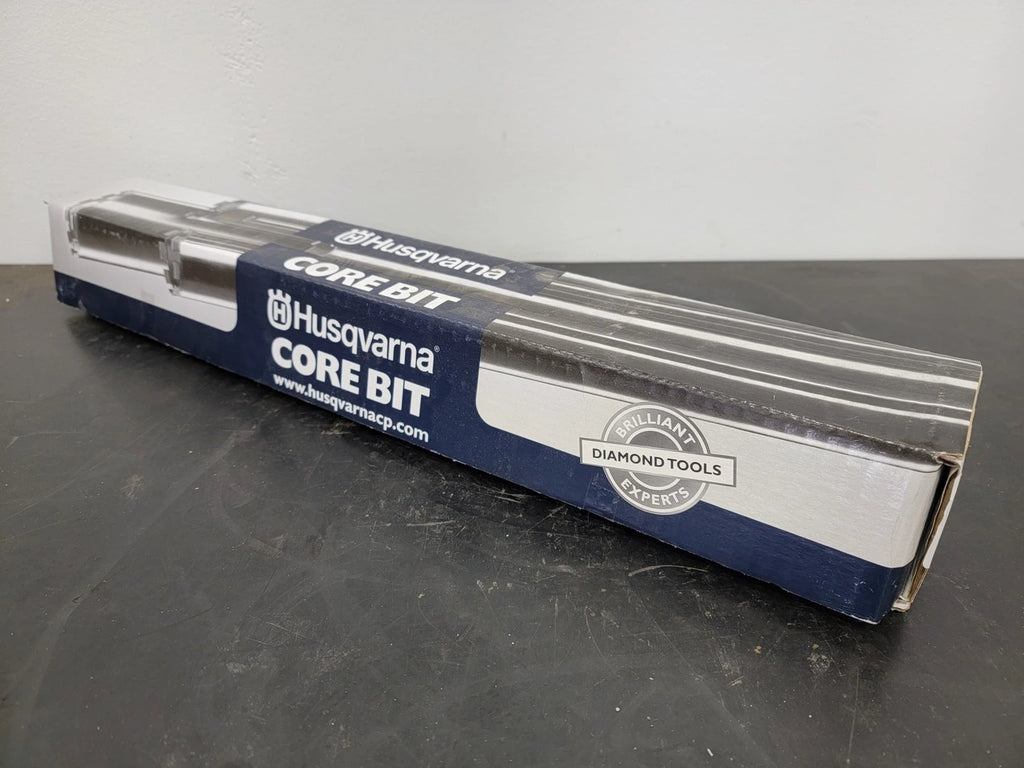 Husqvarna
CORE BIT
Husqvarna®
CORE BIT
www.husqvarnacp.com
BRILLIANT
DIAMOND TOOLS
EXPERTS